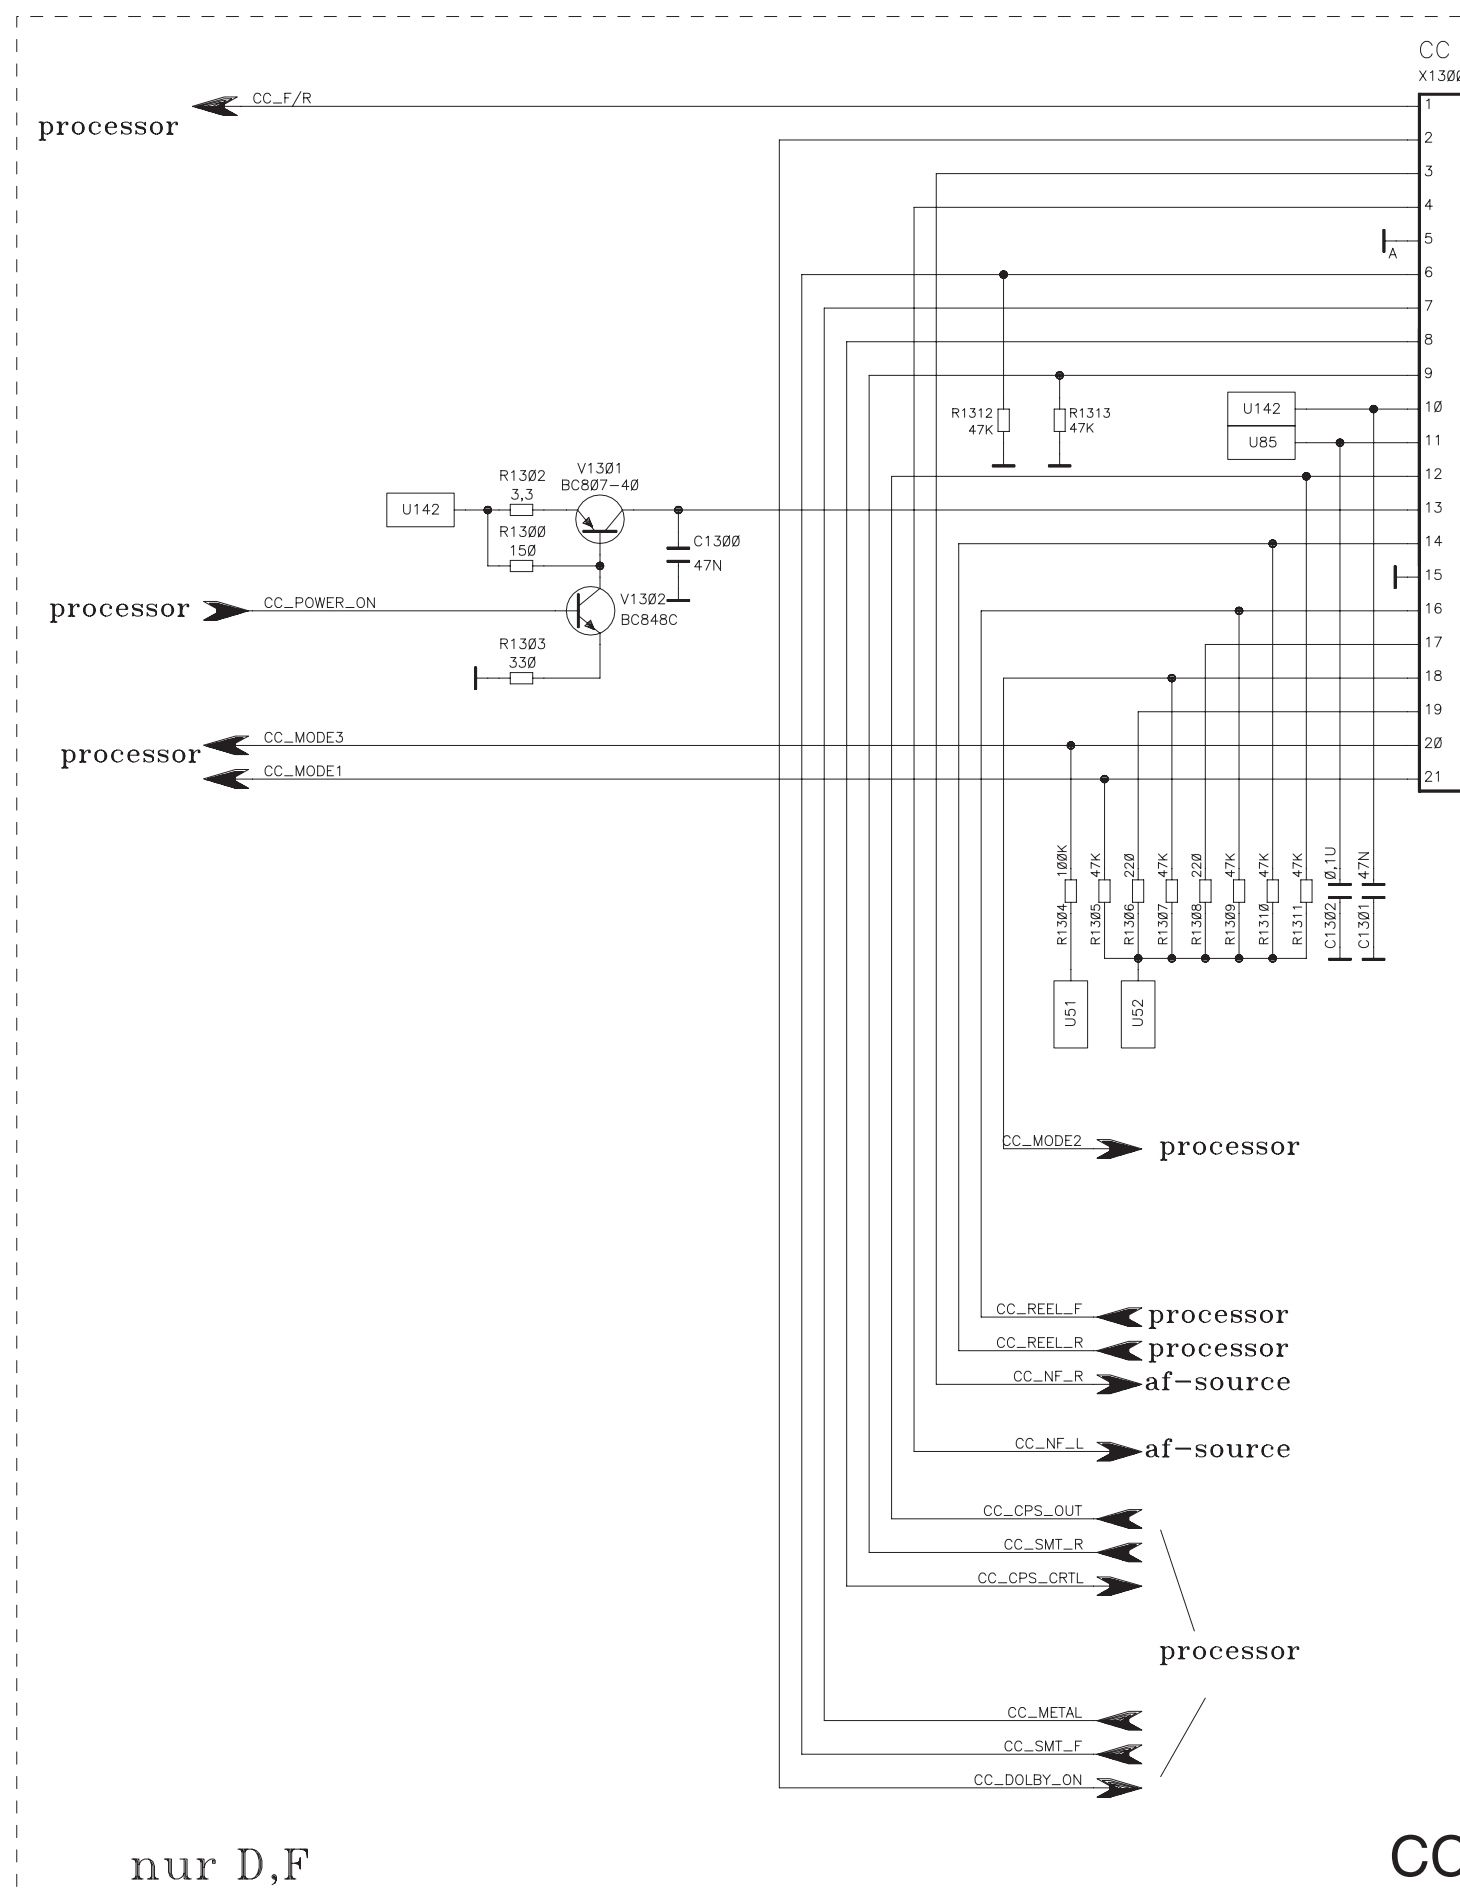 CC
X1300
CC_F/R
processor
1
2
3
4
5
A
6
7
8
9
R1312
47K
R1313
47K
U142
10
U85
11
12
R1302
3,3
V1301
BC807-40
U142
13
R1300
150
C1300
47N
14
15
processor
CC_POWER_ON
V1302
BC848C
16
R1303
330
17
18
19
processor
CC_MODE3
20
CC_MODE1
21
R1304 100K
R1305 47K
R1306 220
R1307 47K
R1308 220
R1309 47K
R1310 47K
R1311 47K
C1302 0,1U
C1301 47N
U51
U52
CC_MODE2
processor
CC_REEL_F
processor
CC_REEL_R
processor
CC_NF_R
af-source
CC_NF_L
af-source
CC_CPS_OUT
CC_SMT_R
CC_CPS_CRTL
processor
CC_METAL
CC_SMT_F
CC_DOLBY_ON
nur D,F
CC